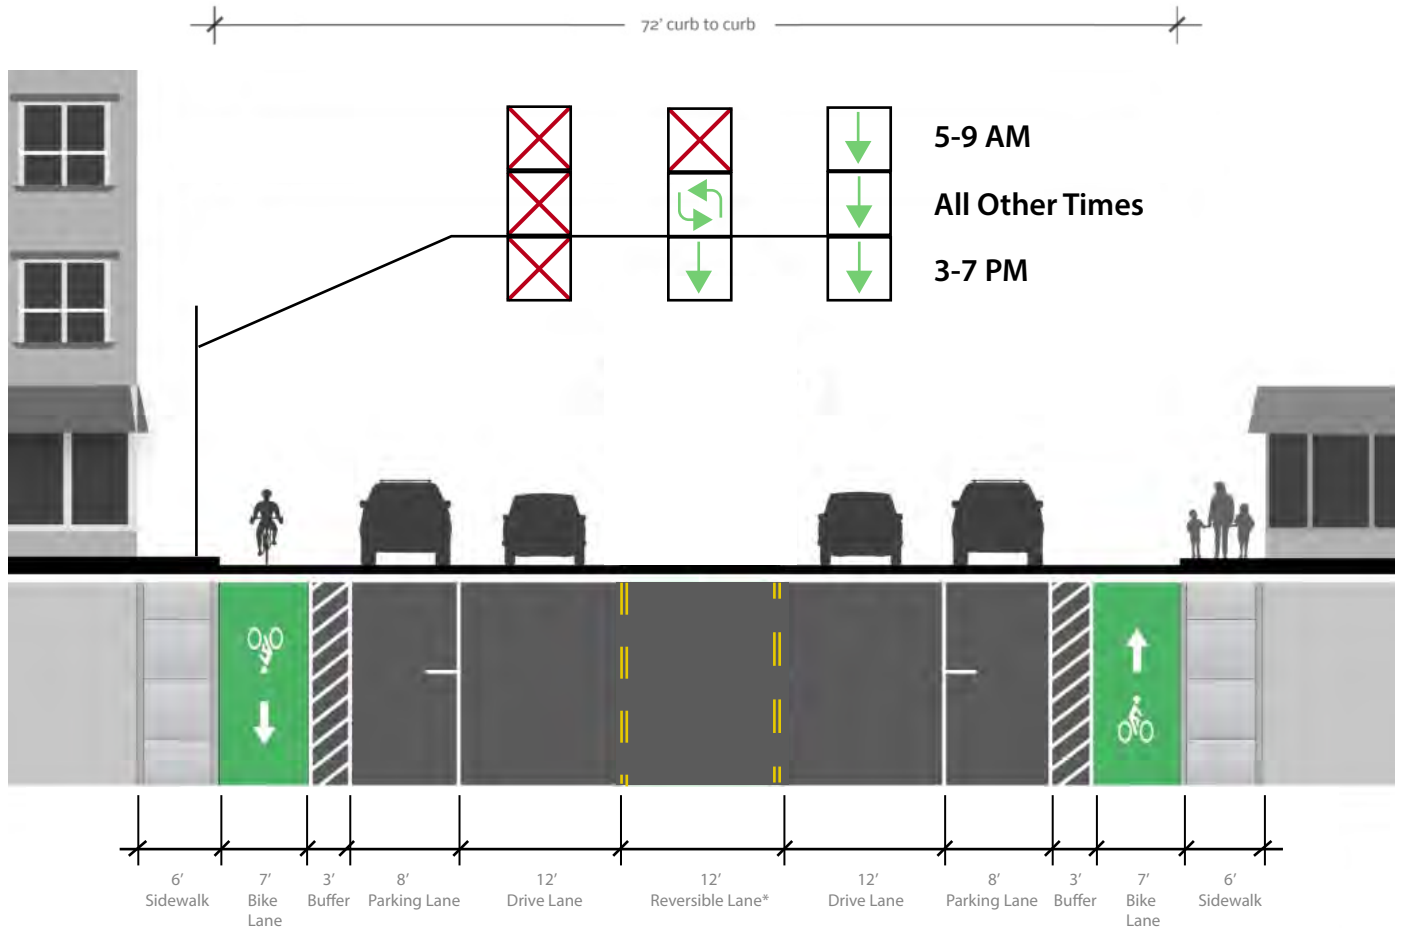 72’ curb to curb
5-9 AM
All Other Times
3-7 PM
6’
Sidewalk
7’
Bike
Lane
3’
Buffer
8’
Parking Lane
12’
Drive Lane
12’
Reversible Lane*
12’
Drive Lane
8’
Parking Lane
3’
Buffer
7’
Bike
Lane
6’
Sidewalk